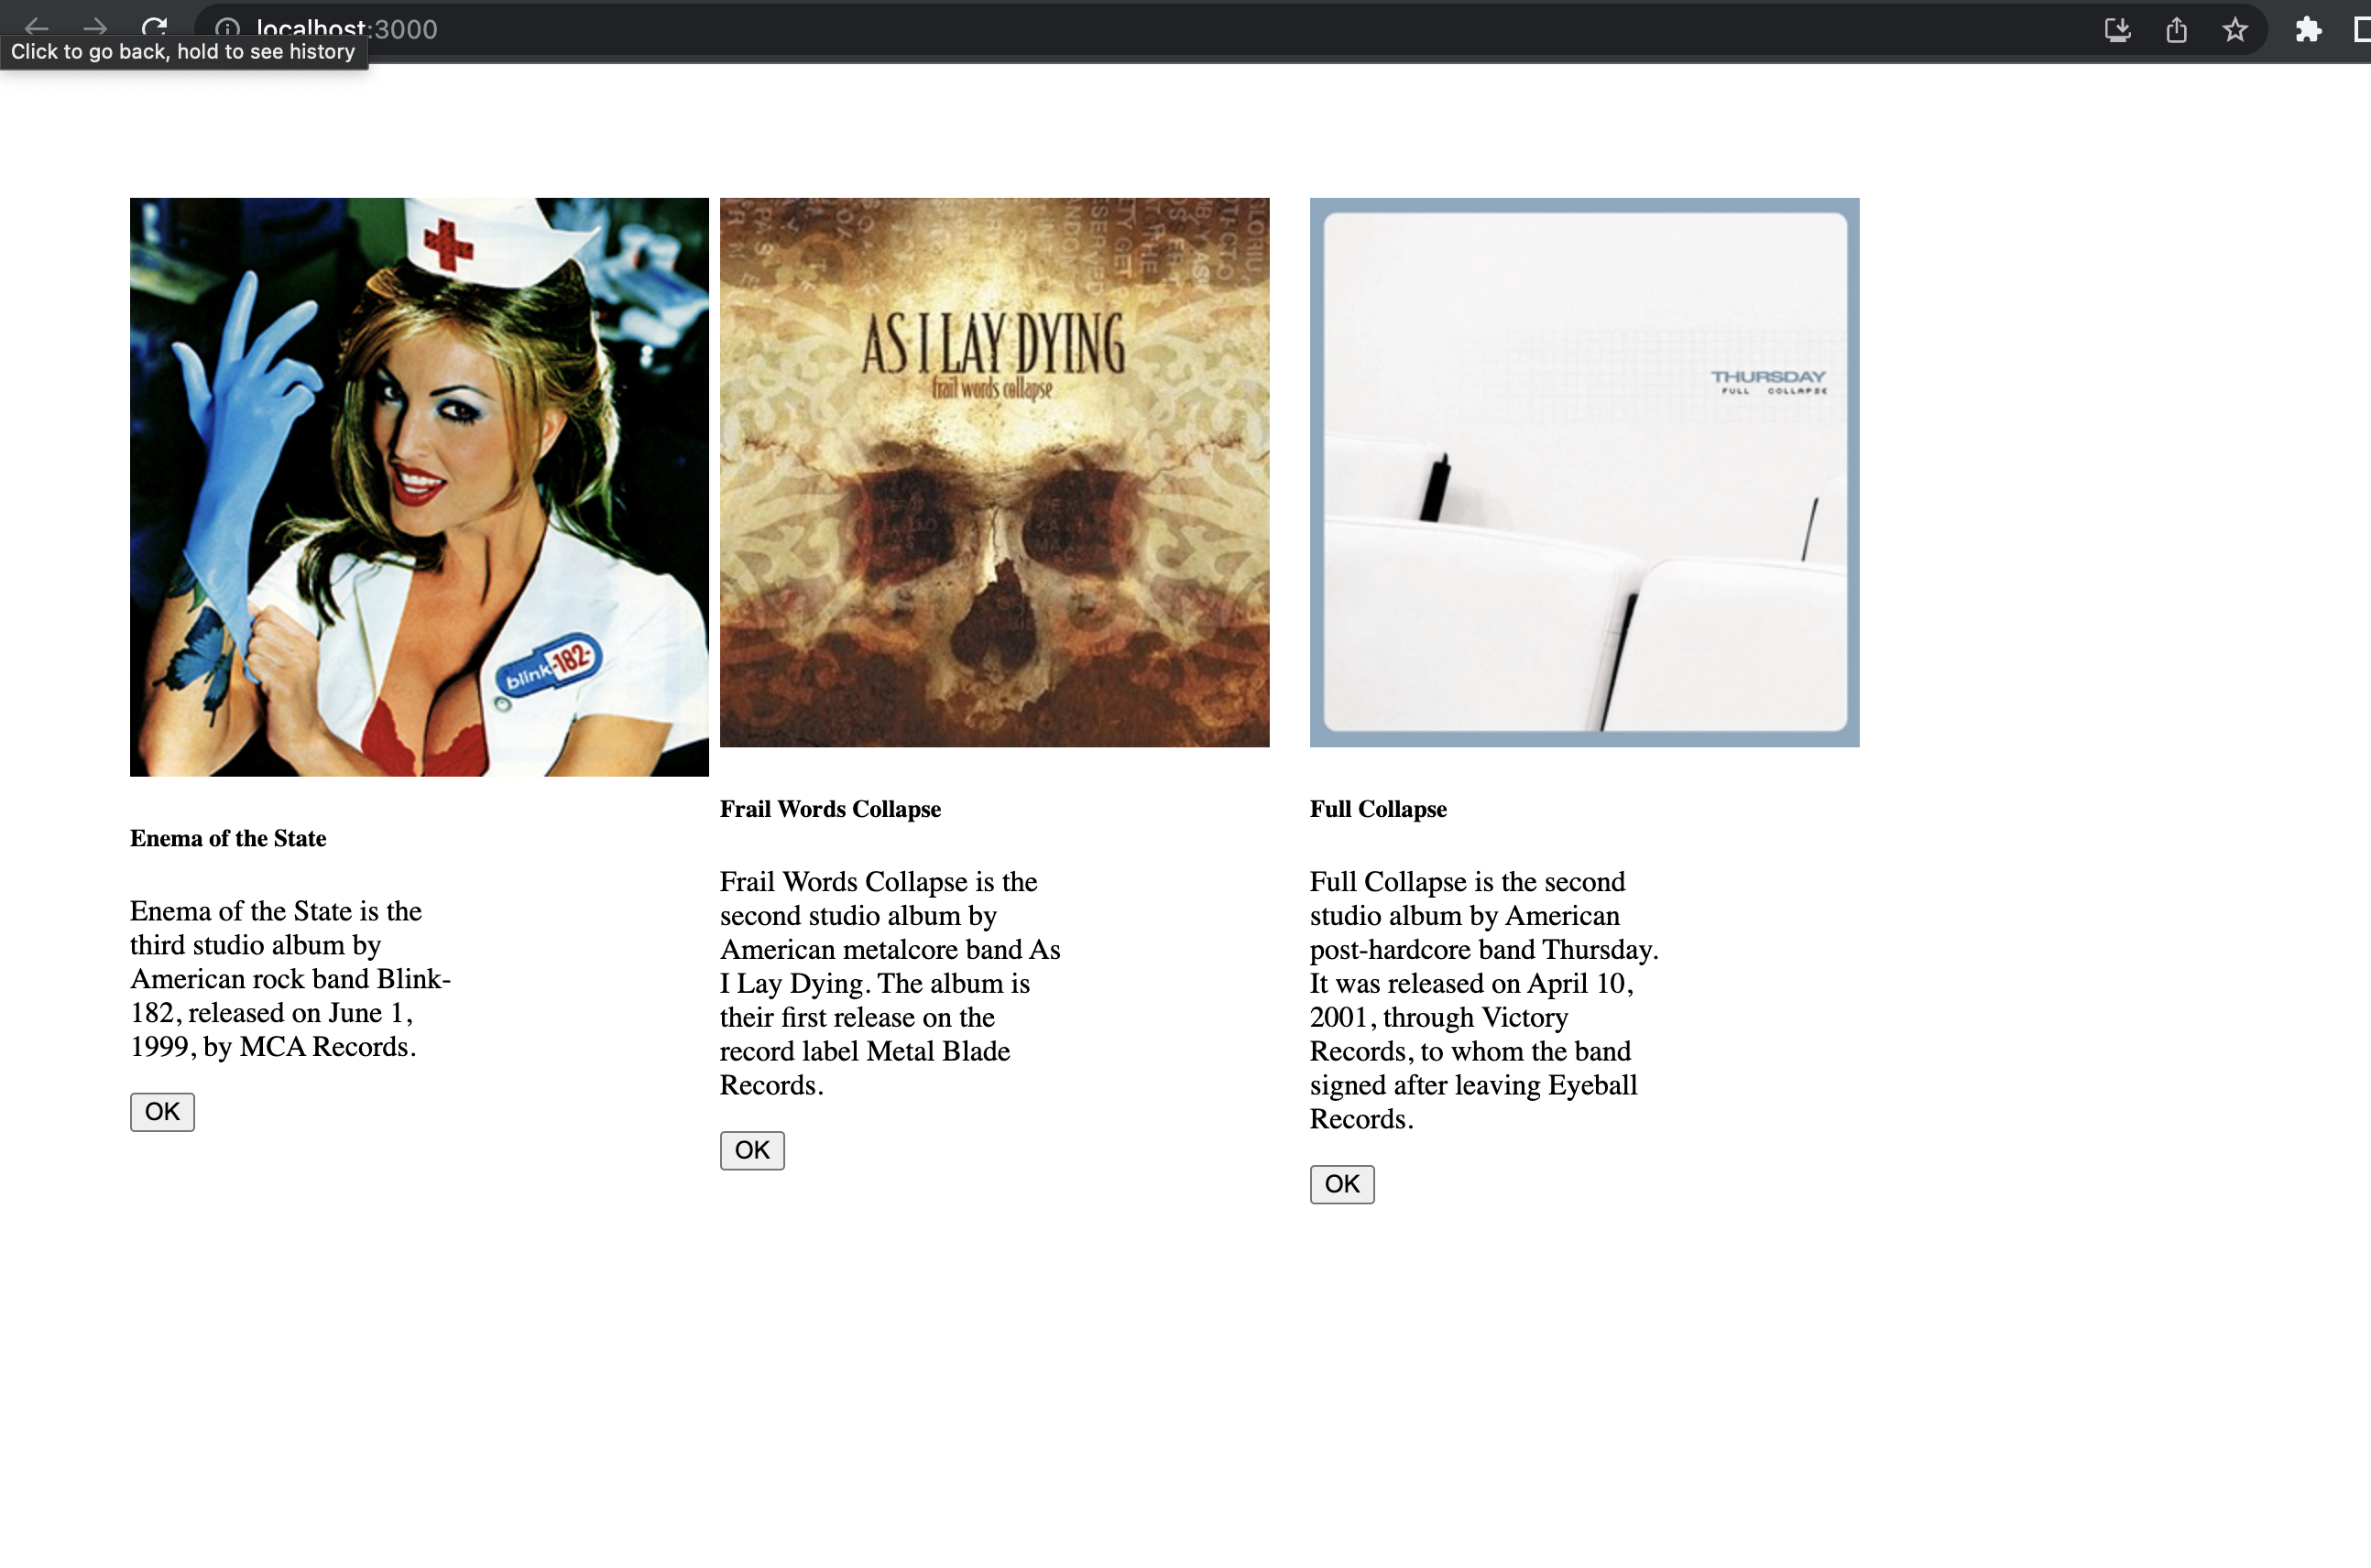 localhost:3000
Click to go back, hold to see history
blink-182-
AS I LAY DYING
frail words collapse
THURSDAY
FULL COLLAPSE
Enema of the State
Enema of the State is the
third studio album by
American rock band Blink-
182, released on June 1,
1999, by MCA Records.
OK
Frail Words Collapse
Frail Words Collapse is the
second studio album by
American metalcore band As
I Lay Dying. The album is
their first release on the
record label Metal Blade
Records.
OK
Full Collapse
Full Collapse is the second
studio album by American
post-hardcore band Thursday.
It was released on April 10,
2001, through Victory
Records, to whom the band
signed after leaving Eyeball
Records.
OK